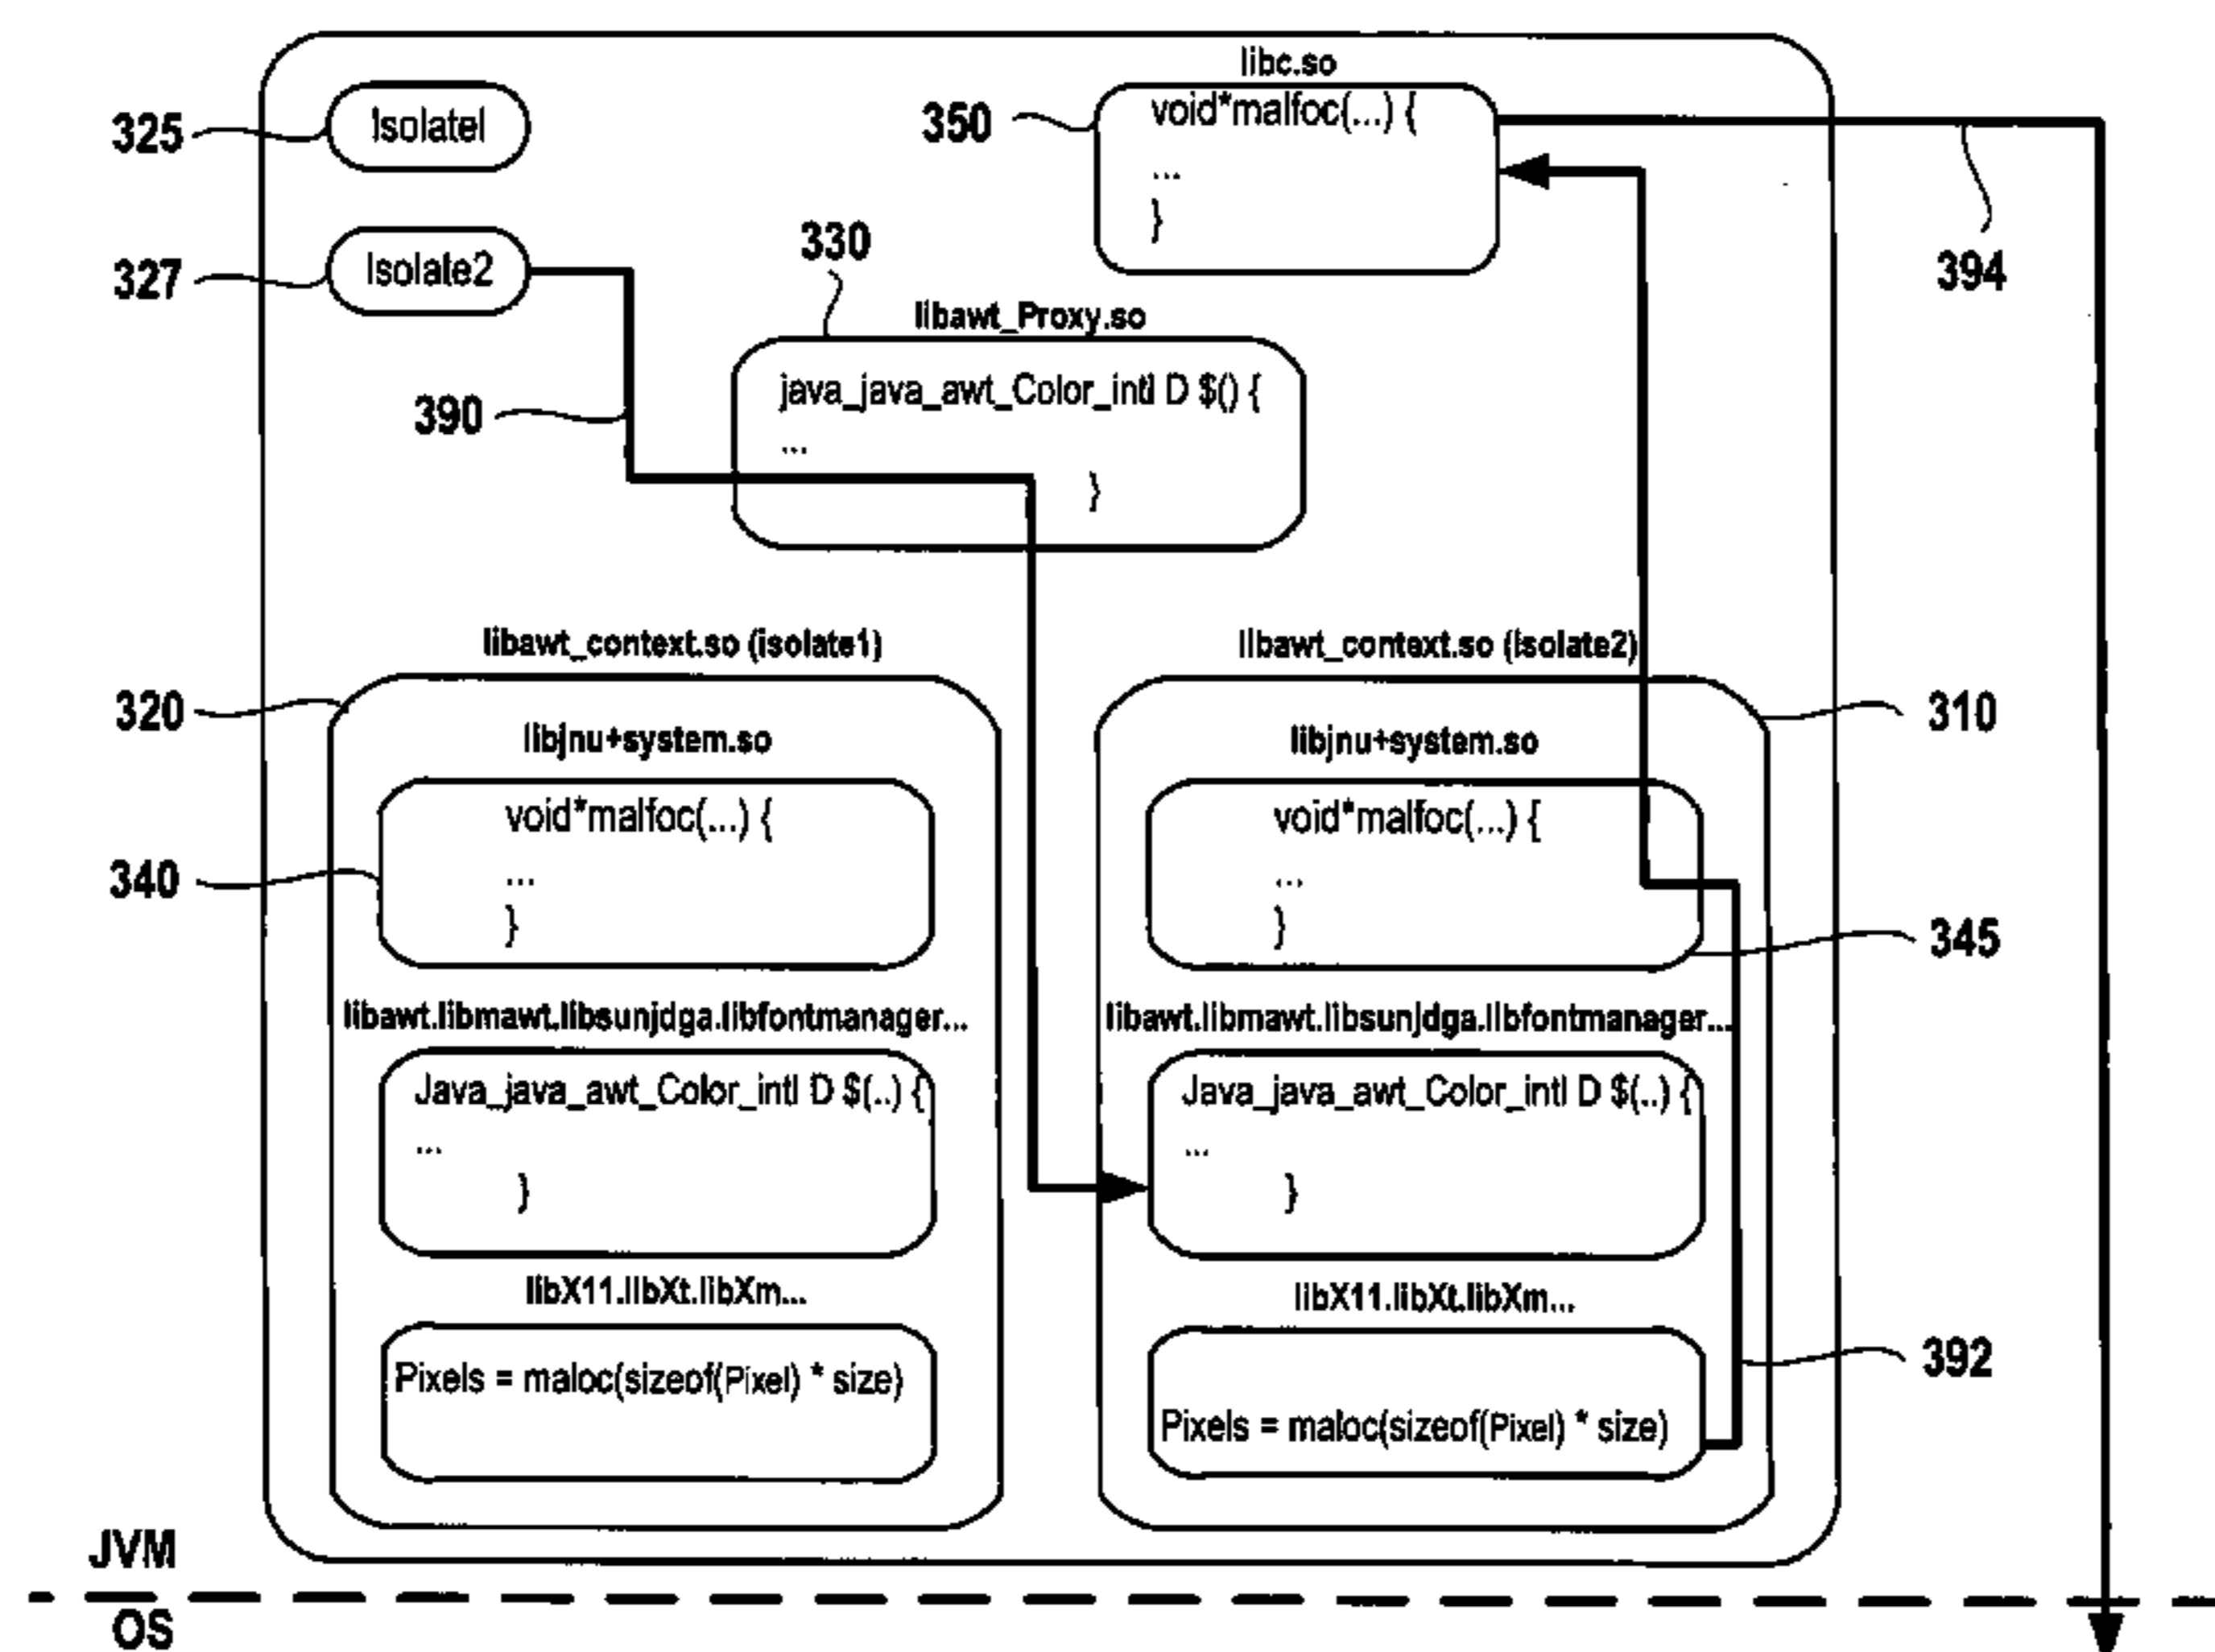 libc.so
325
IsolateI
350
void*malfoc(...) {
...
}
394
327
Isolate2
330
libawt_Proxy.so
java_java_awt_Color_intl D $() {
...
}
390
libawt_context.so (isolate1)
libawt_context.so (isolate2)
320
310
libjnu+system.so
void*malfoc(...) {
...
}
340
libjnu+system.so
void*malfoc(...) {
...
}
345
libawt.libmawt.libsunjdga.libfontmanager...
Java_java_awt_Color_intl D $(..) {
...
}
libawt.libmawt.libsunjdga.libfontmanager...
Java_java_awt_Color_intl D $(..) {
...
}
libX11.libXt.libXm...
Pixels = maloc(sizeof(Pixel) * size)
libX11.libXt.libXm...
Pixels = maloc(sizeof(Pixel) * size)
392
JVM
OS